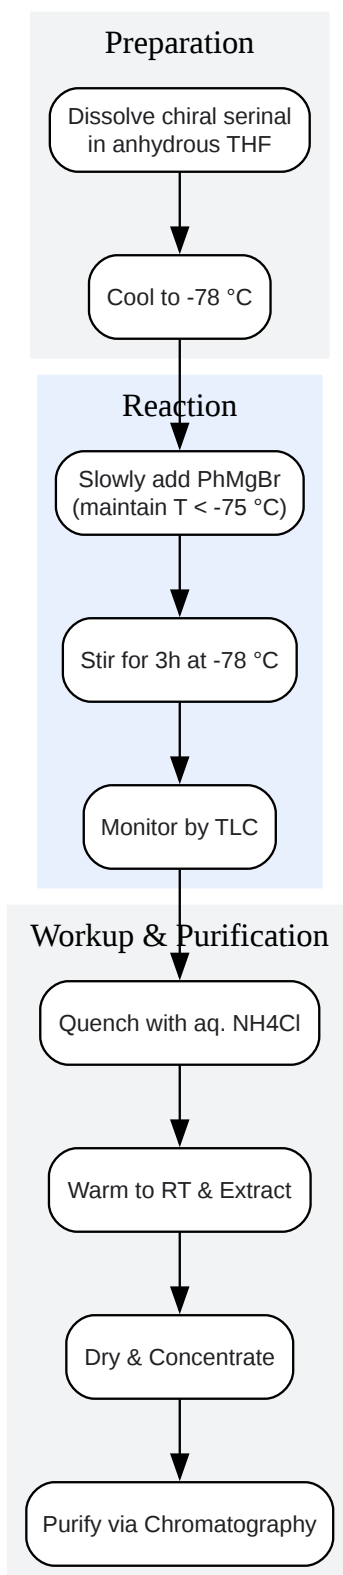 Preparation
Dissolve chiral serinal
in anhydrous THF
Cool to -78 °C
Reaction
Slowly add PhMgBr
(maintain T < -75 °C)
Stir for 3h at -78 °C
Monitor by TLC
Workup & Purification
Quench with aq. NH4Cl
Warm to RT & Extract
Dry & Concentrate
Purify via Chromatography